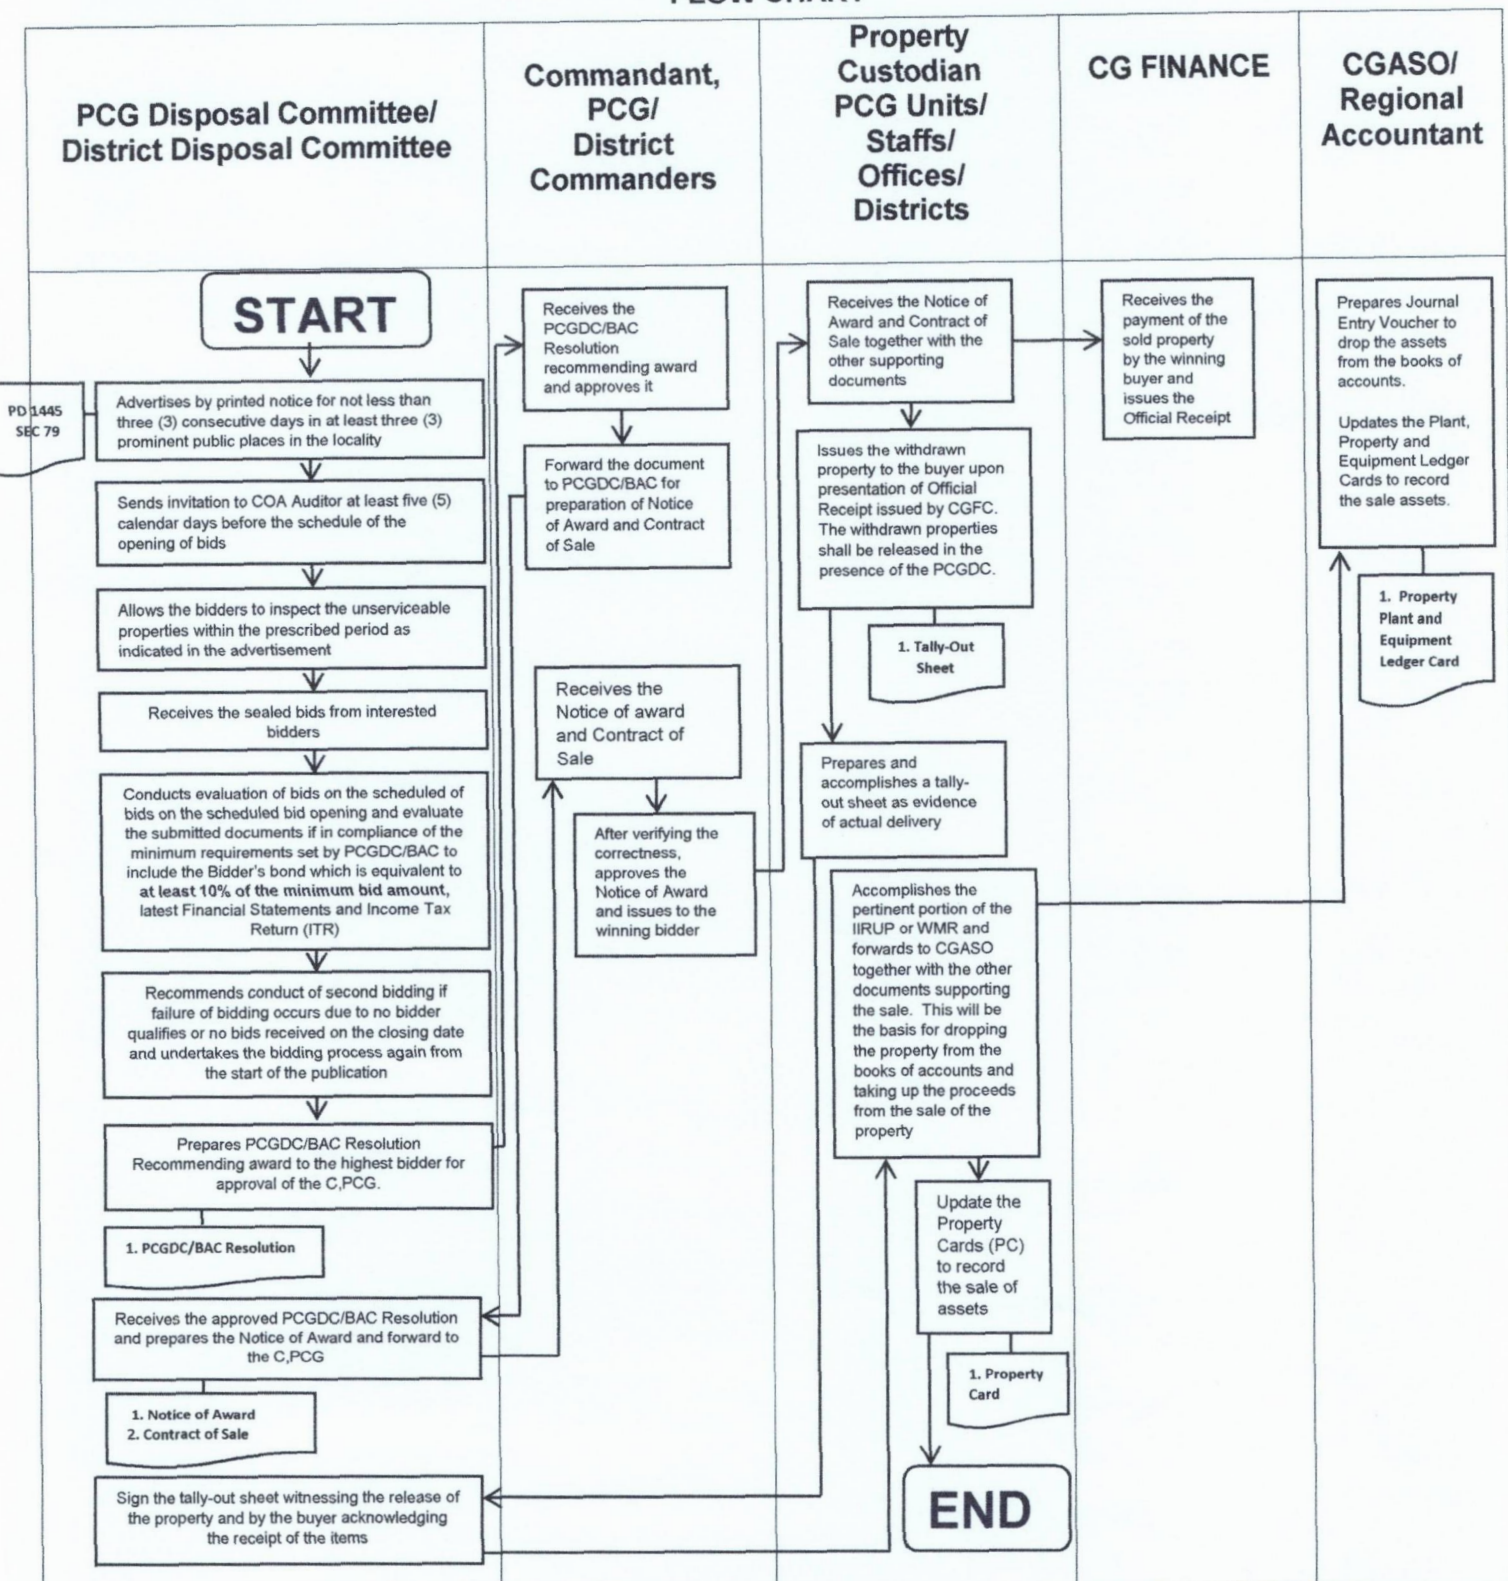 FLOW CHART
PCG Disposal Committee/
District Disposal Committee
Commandant,
PCG/
District
Commanders
Property
Custodian
PCG Units/
Staffs/
Offices/
Districts
CG FINANCE
CGASO/
Regional
Accountant
START
PD 1445
SEC 79
Advertises by printed notice for not less than
three (3) consecutive days in at least three (3)
prominent public places in the locality
Sends invitation to COA Auditor at least five (5)
calendar days before the schedule of the
opening of bids
Allows the bidders to inspect the unserviceable
properties within the prescribed period as
indicated in the advertisement
Receives the sealed bids from interested
bidders
Conducts evaluation of bids on the scheduled of
bids on the scheduled bid opening and evaluate
the submitted documents if in compliance of the
minimum requirements set by PCGDC/BAC to
include the Bidder's bond which is equivalent to
at least 10% of the minimum bid amount,
latest Financial Statements and Income Tax
Return (ITR)
Recommends conduct of second bidding if
failure of bidding occurs due to no bidder
qualifies or no bids received on the closing date
and undertakes the bidding process again from
the start of the publication
Prepares PCGDC/BAC Resolution
Recommending award to the highest bidder for
approval of the C,PCG.
1. PCGDC/BAC Resolution
Receives the approved PCGDC/BAC Resolution
and prepares the Notice of Award and forward to
the C,PCG
1. Notice of Award
2. Contract of Sale
Sign the tally-out sheet witnessing the release of
the property and by the buyer acknowledging
the receipt of the items
Receives the
PCGDC/BAC
Resolution
recommending award
and approves it
Forward the document
to PCGDC/BAC for
preparation of Notice
of Award and Contract
of Sale
Receives the
Notice of award
and Contract of
Sale
After verifying the
correctness,
approves the
Notice of Award
and issues to the
winning bidder
Receives the Notice of
Award and Contract of
Sale together with the
other supporting
documents
Issues the withdrawn
property to the buyer upon
presentation of Official
Receipt issued by CGFC.
The withdrawn properties
shall be released in the
presence of the PCGDC.
1. Tally-Out
Sheet
Prepares and
accomplishes a tally-
out sheet as evidence
of actual delivery
Accomplishes the
pertinent portion of the
IIRUP or WMR and
forwards to CGASO
together with the other
documents supporting
the sale. This will be
the basis for dropping
the property from the
books of accounts and
taking up the proceeds
from the sale of the
property
Update the
Property
Cards (PC)
to record
the sale of
assets
1. Property
Card
END
Receives the
payment of the
sold property
by the winning
buyer and
issues the
Official Receipt
Prepares Journal
Entry Voucher to
drop the assets
from the books of
accounts.
Updates the Plant,
Property and
Equipment Ledger
Cards to record
the sale assets.
1. Property
Plant and
Equipment
Ledger Card